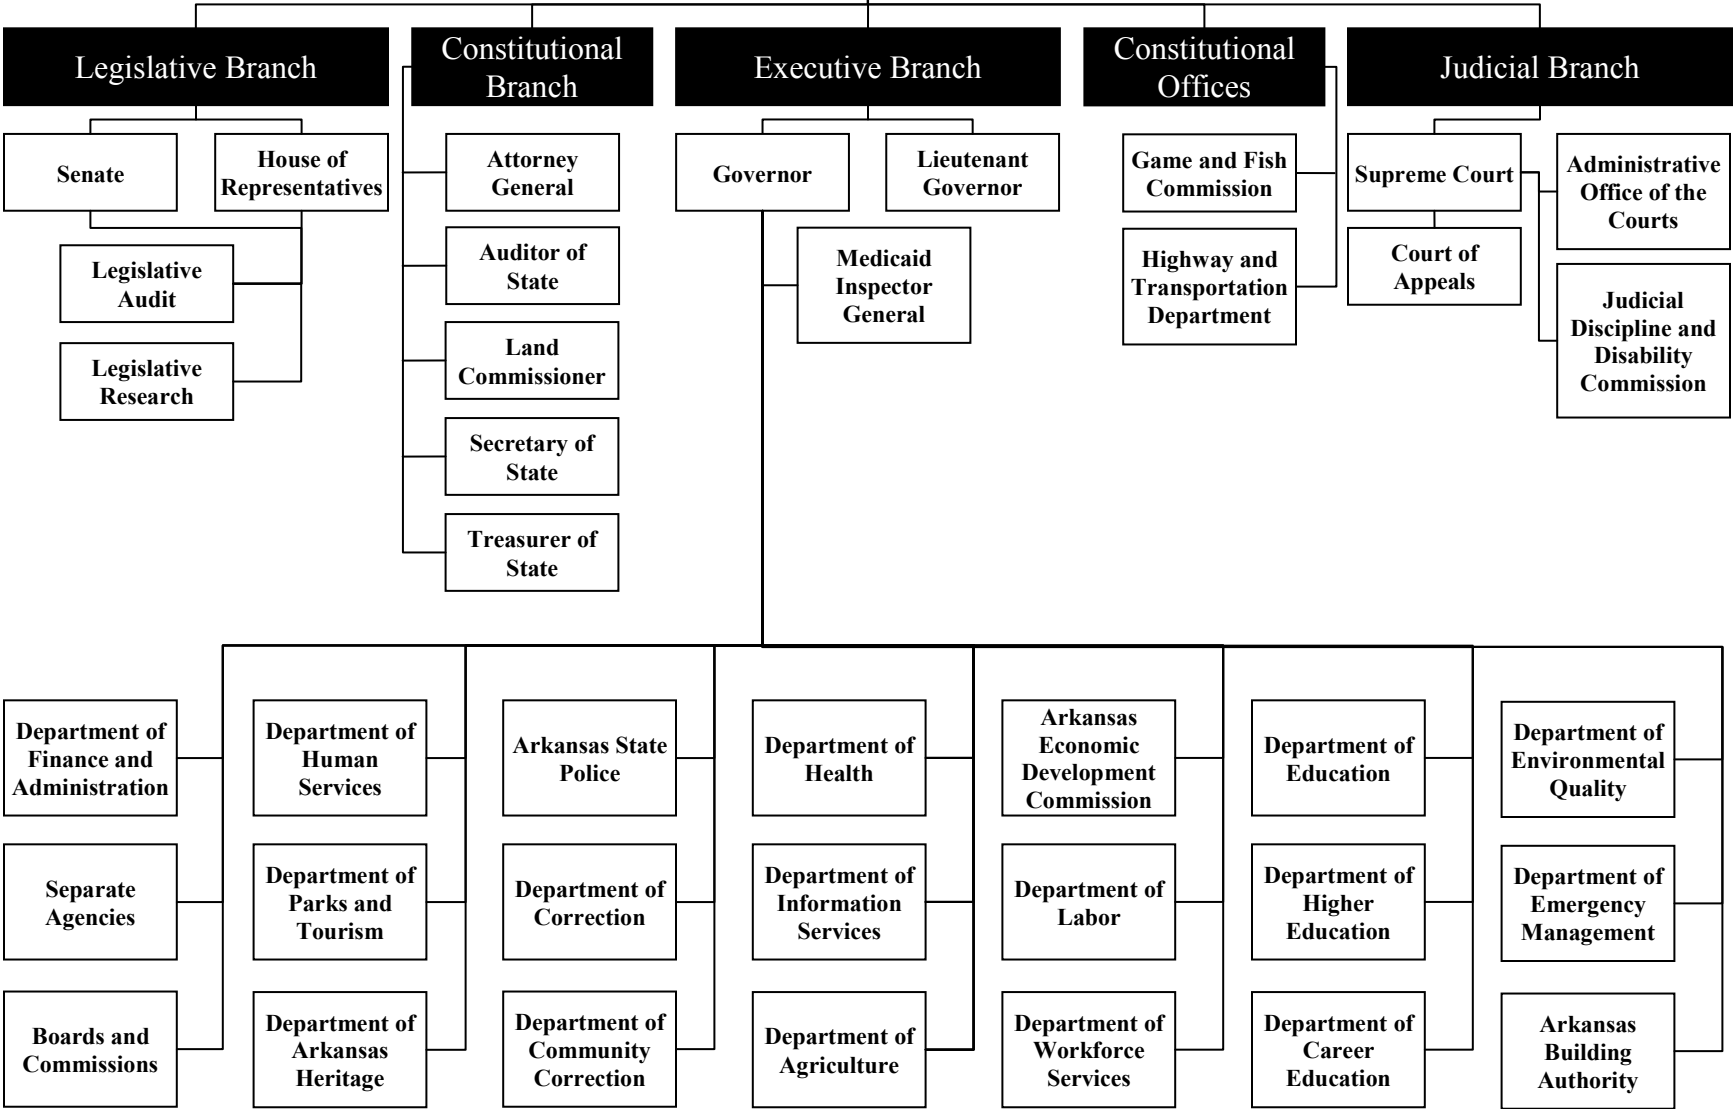 Legislative Branch
Constitutional
Branch
Executive Branch
Constitutional
Offices
Judicial Branch
Senate
House of
Representatives
Legislative
Audit
Legislative
Research
Attorney
General
Auditor of
State
Land
Commissioner
Secretary of
State
Treasurer of
State
Governor
Lieutenant
Governor
Medicaid
Inspector
General
Game and Fish
Commission
Highway and
Transportation
Department
Supreme Court
Court of
Appeals
Administrative
Office of the
Courts
Judicial
Discipline and
Disability
Commission
Department of
Finance and
Administration
Department of
Human
Services
Arkansas State
Police
Department of
Health
Arkansas
Economic
Development
Commission
Department of
Education
Department of
Environmental
Quality
Separate
Agencies
Department of
Parks and
Tourism
Department of
Correction
Department of
Information
Services
Department of
Labor
Department of
Higher
Education
Department of
Emergency
Management
Boards and
Commissions
Department of
Arkansas
Heritage
Department of
Community
Correction
Department of
Agriculture
Department of
Workforce
Services
Department of
Career
Education
Arkansas
Building
Authority